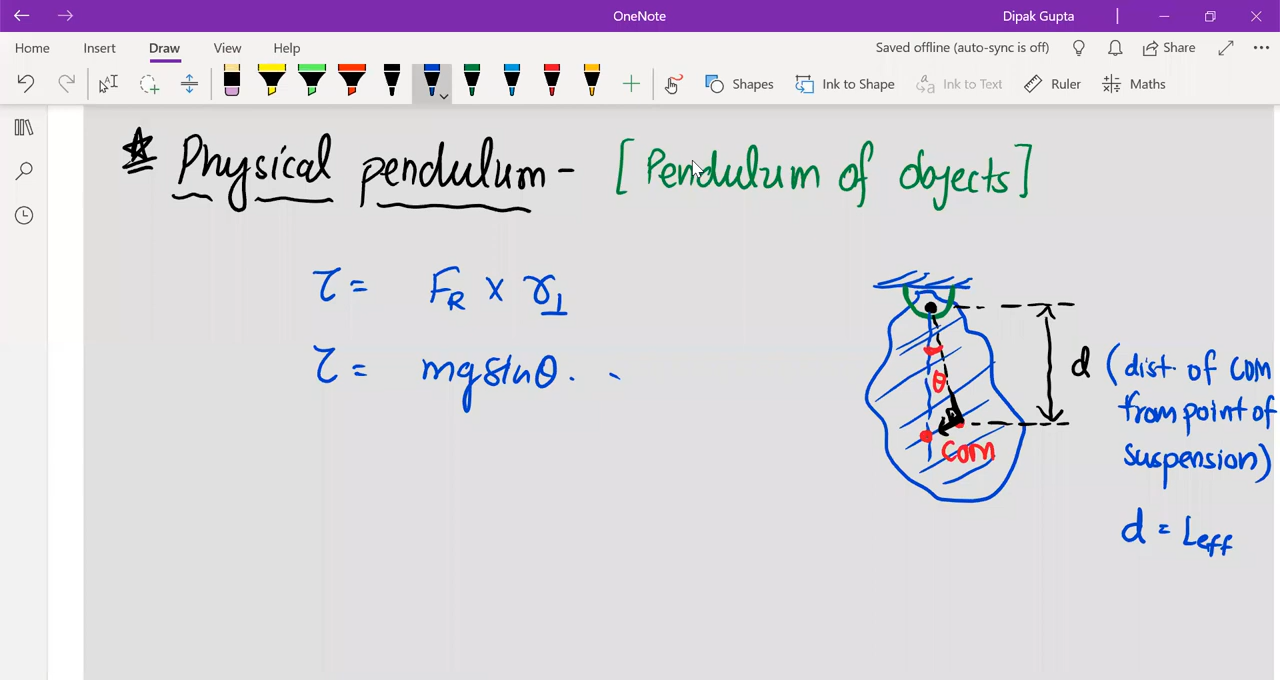 OneNote
Dipak Gupta
Home Insert Draw View Help
Saved offline (auto-sync is off)
Share
Shapes
Ink to Shape
Ink to Text
Ruler
Maths
Physical pendulum- [Pendulum of objects]
τ = F_R × r⊥
τ = mg sinθ.
θ
com
d (dist. of COM
from point of
suspension)
d = Leff